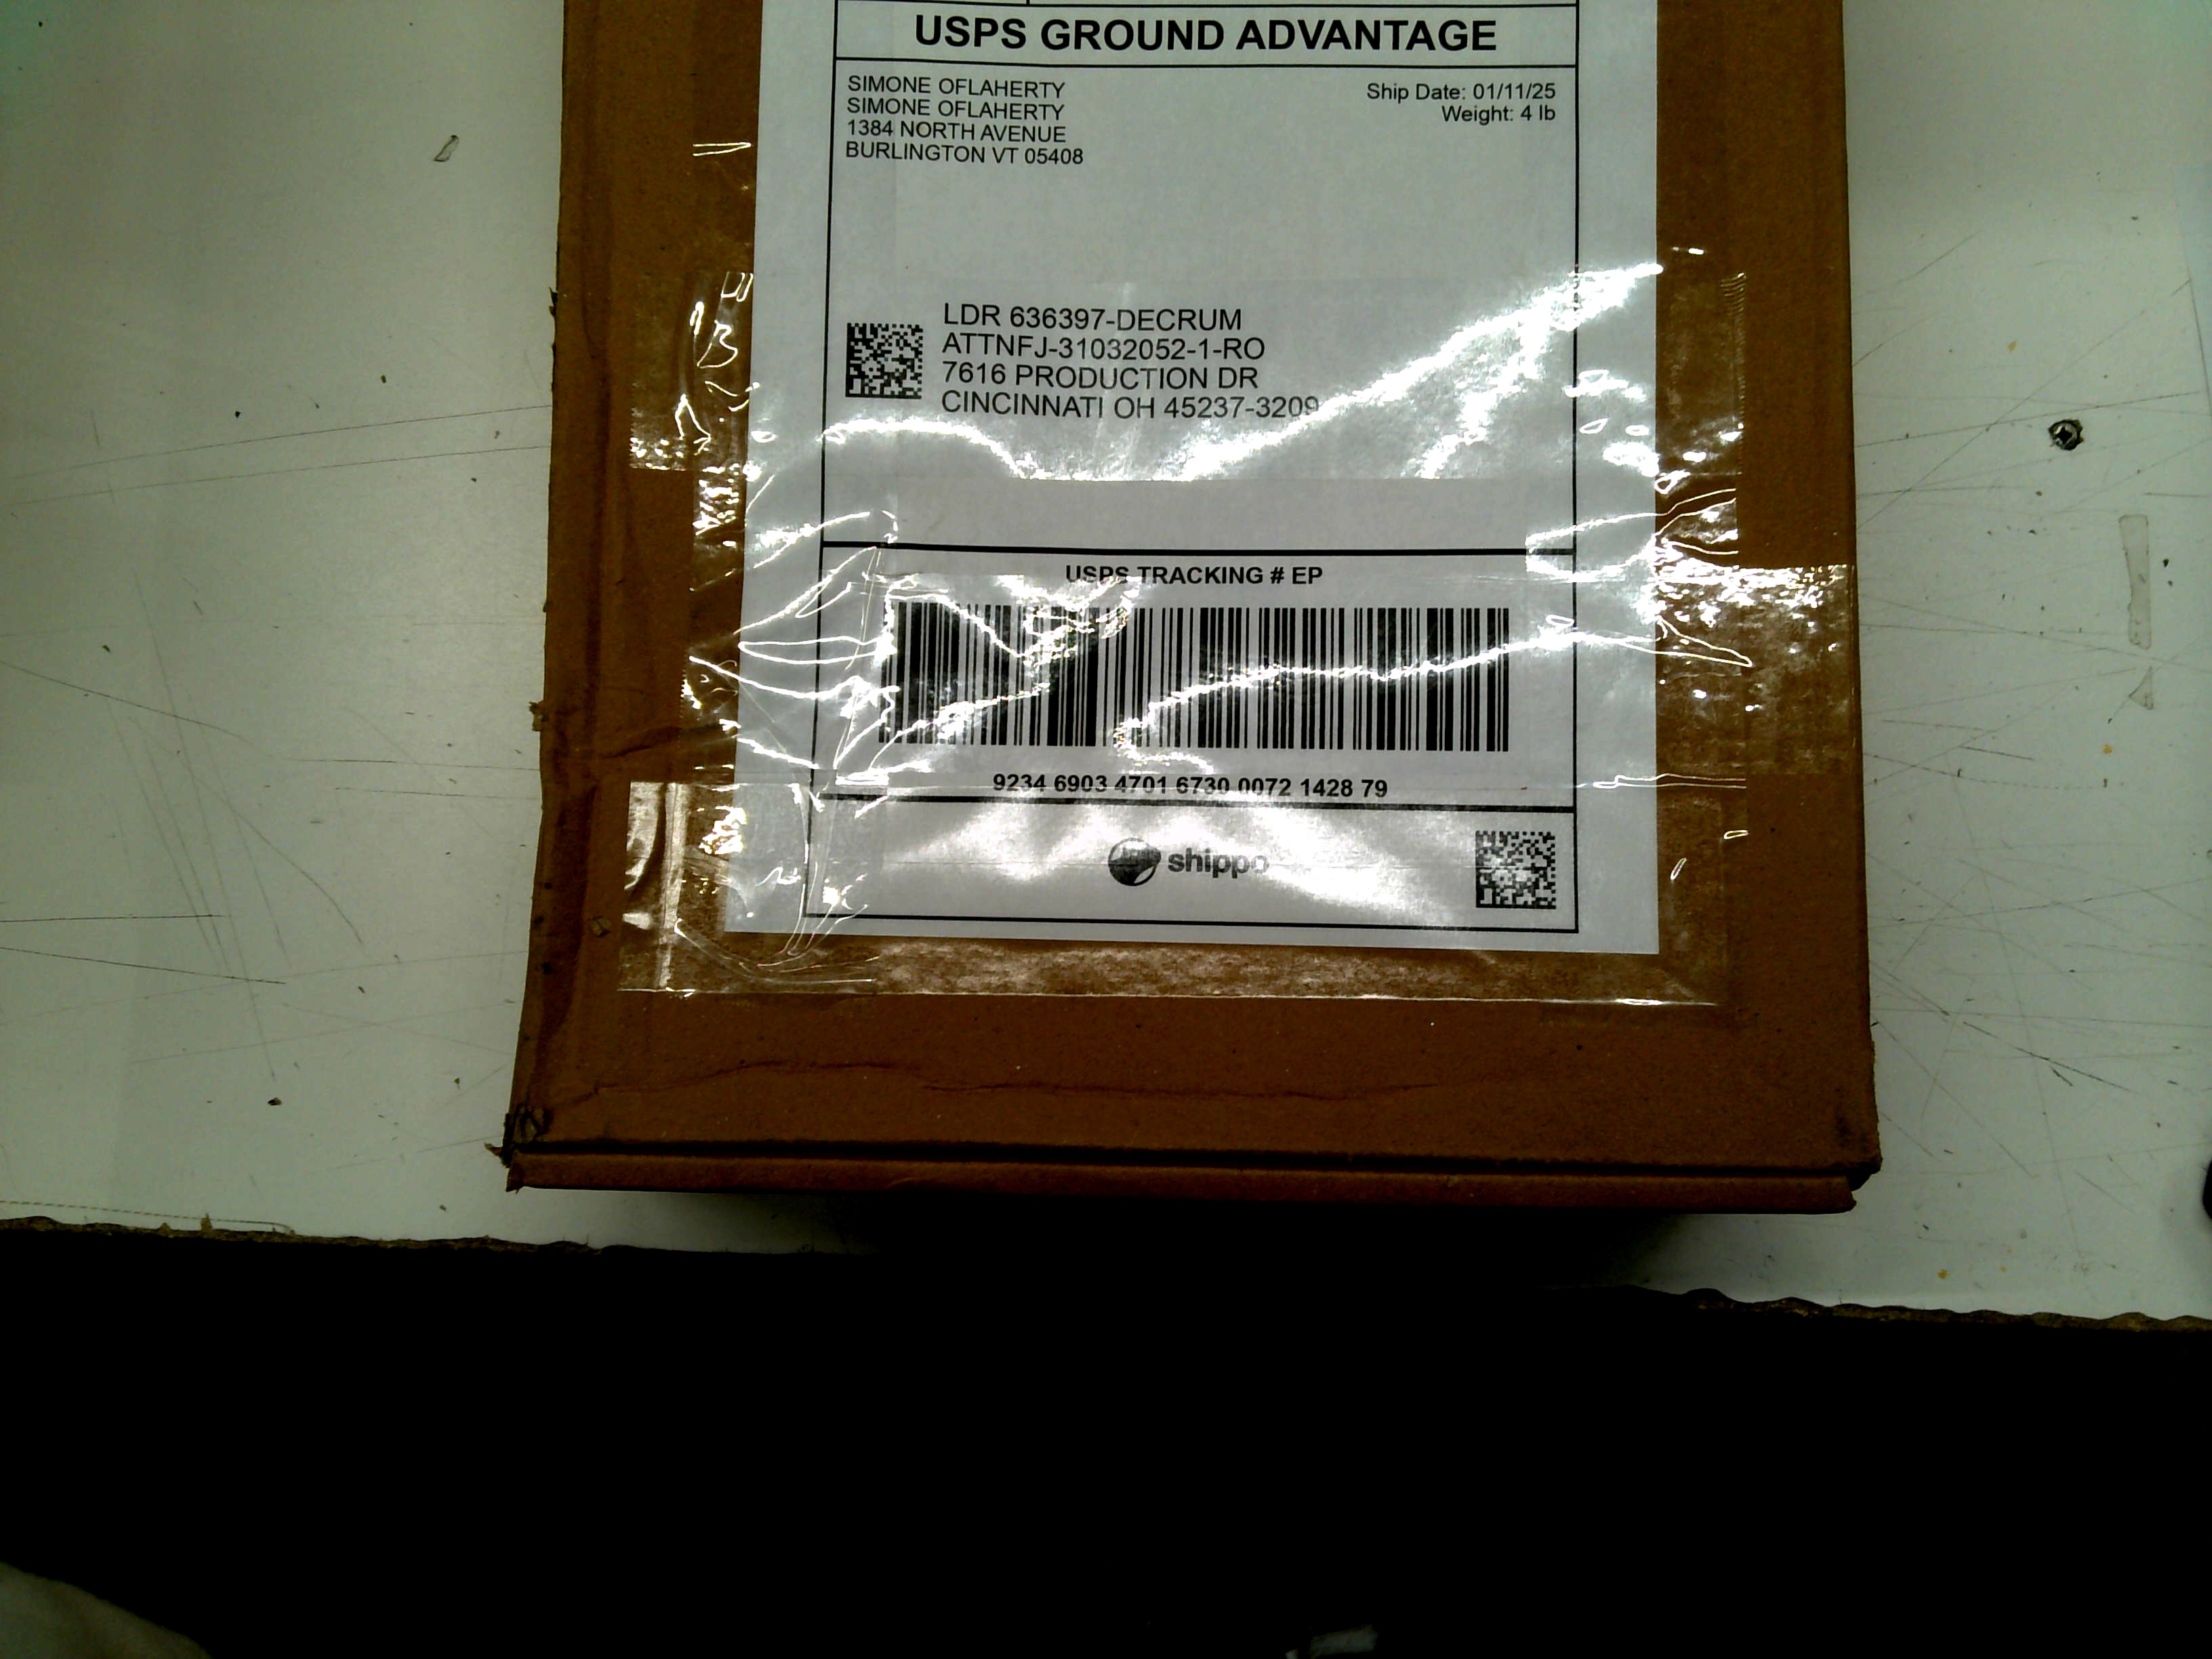 USPS GROUND ADVANTAGE
SIMONE OFLAHERTY
SIMONE OFLAHERTY
1384 NORTH AVENUE
BURLINGTON VT 05408
Ship Date: 01/11/25
Weight: 4 lb
LDR 636397-DECRUM
ATTNFJ-31032052-1-RO
7616 PRODUCTION DR
CINCINNATI OH 45237-3209
USPS TRACKING # EP
9234 6903 4701 6730 0072 1428 79
shippo